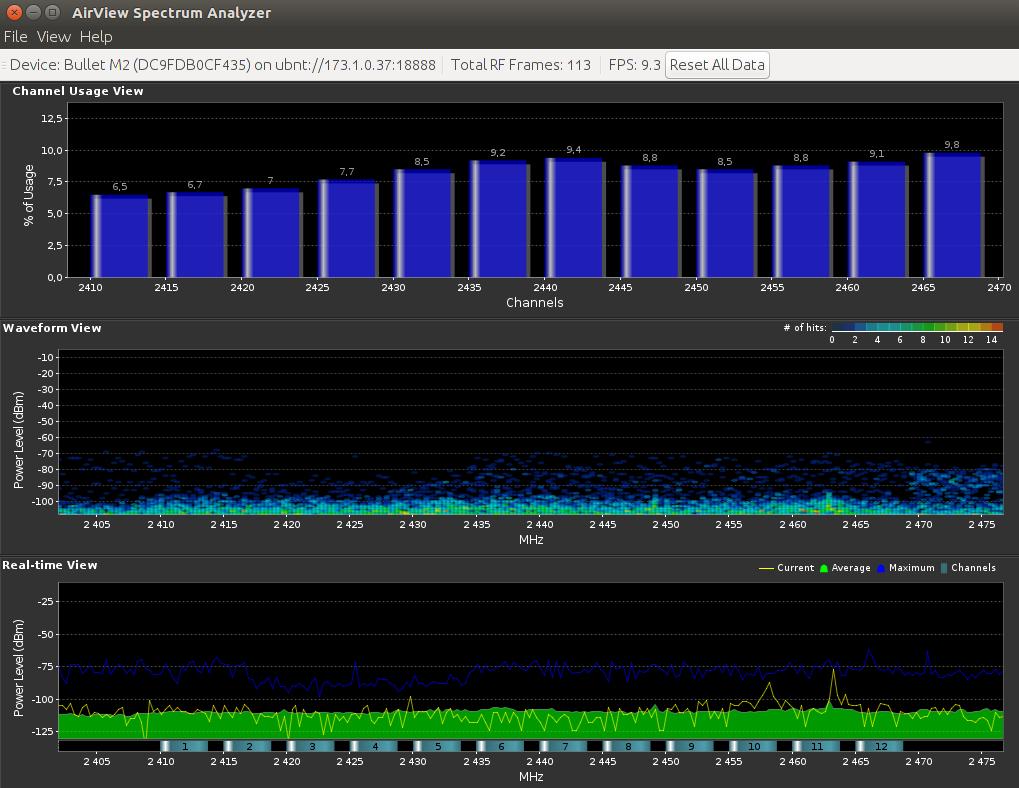 AirView Spectrum Analyzer
File View Help
Device: Bullet M2 (DC9FDB0CF435) on ubnt://173.1.0.37:18888 Total RF Frames: 113 FPS: 9.3 Reset All Data
Channel Usage View
% of Usage
12,5
10,0
7,5
5,0
2,5
0,0
6,5 6,7 7 7,7 8,5 9,2 9,4 8,8 8,5 8,8 9,1 9,8
2410 2415 2420 2425 2430 2435 2440 2445 2450 2455 2460 2465 2470
Channels
Waveform View
# of hits: 0 2 4 6 8 10 12 14
Power Level (dBm)
-10
-20
-30
-40
-50
-60
-70
-80
-90
-100
2 405 2 410 2 415 2 420 2 425 2 430 2 435 2 440 2 445 2 450 2 455 2 460 2 465 2 470 2 475
MHz
Real-time View
Current Average Maximum Channels
Power Level (dBm)
-25
-50
-75
-100
-125
1 2 3 4 5 6 7 8 9 10 11 12
2 405 2 410 2 415 2 420 2 425 2 430 2 435 2 440 2 445 2 450 2 455 2 460 2 465 2 470 2 475
MHz